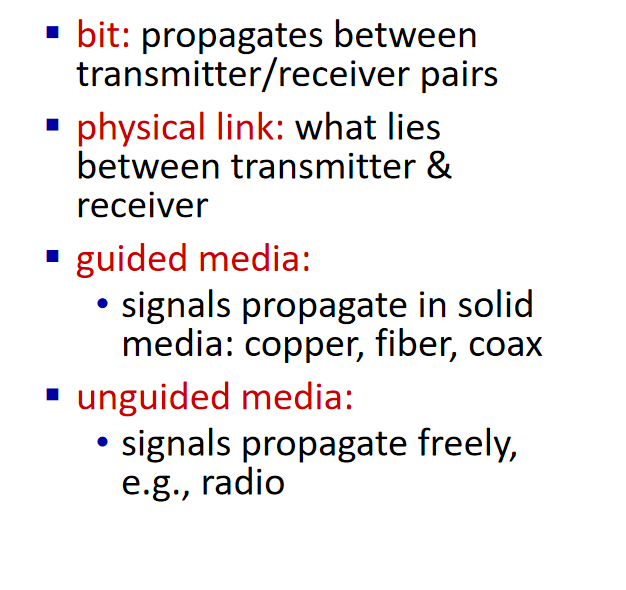 ▪ bit: propagates between
transmitter/receiver pairs
▪ physical link: what lies
between transmitter &
receiver
▪ guided media:
• signals propagate in solid
media: copper, fiber, coax
▪ unguided media:
• signals propagate freely,
e.g., radio